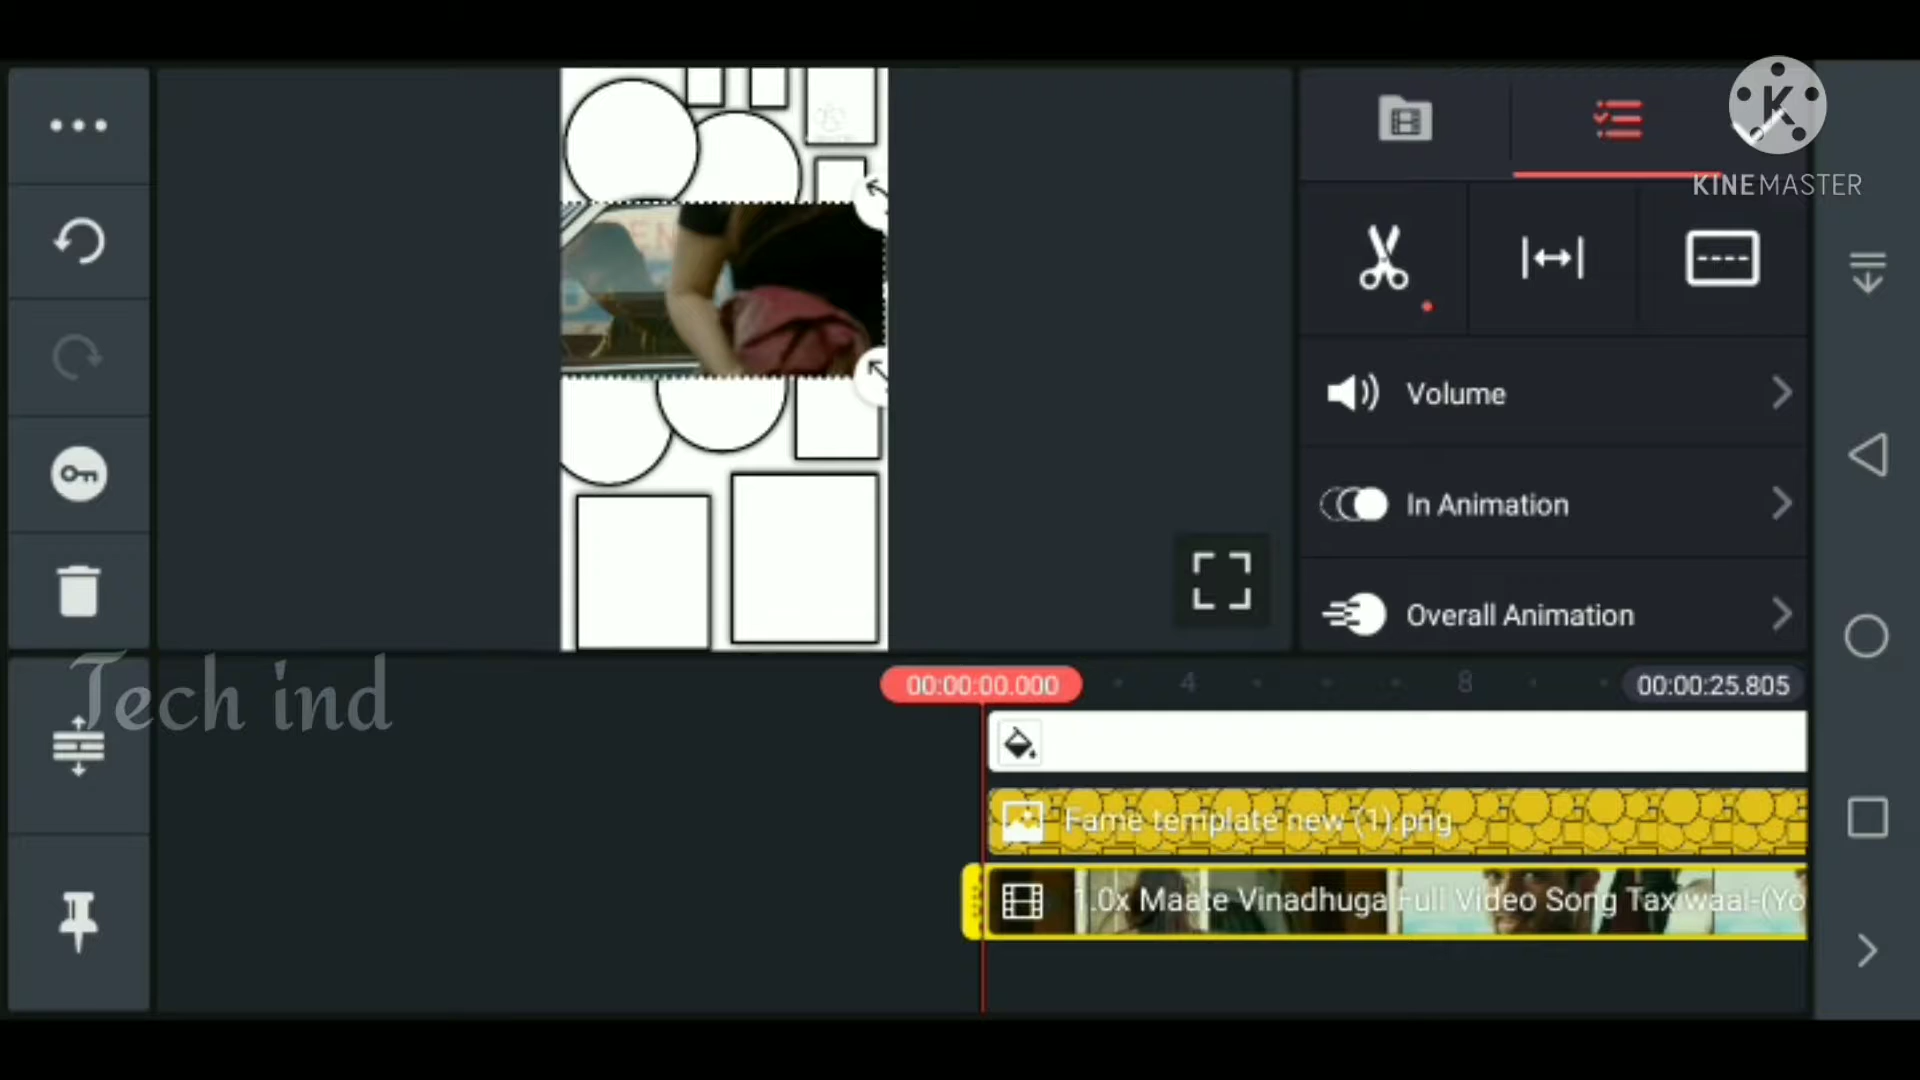 KINEMASTER
Volume
In Animation
Overall Animation
Tech ind
00:00:00.000
4
8
00:00:25.805
Fame template new (1).png
1.0x Maate Vinadhuga Full Video Song Taxiwaal-(Yo